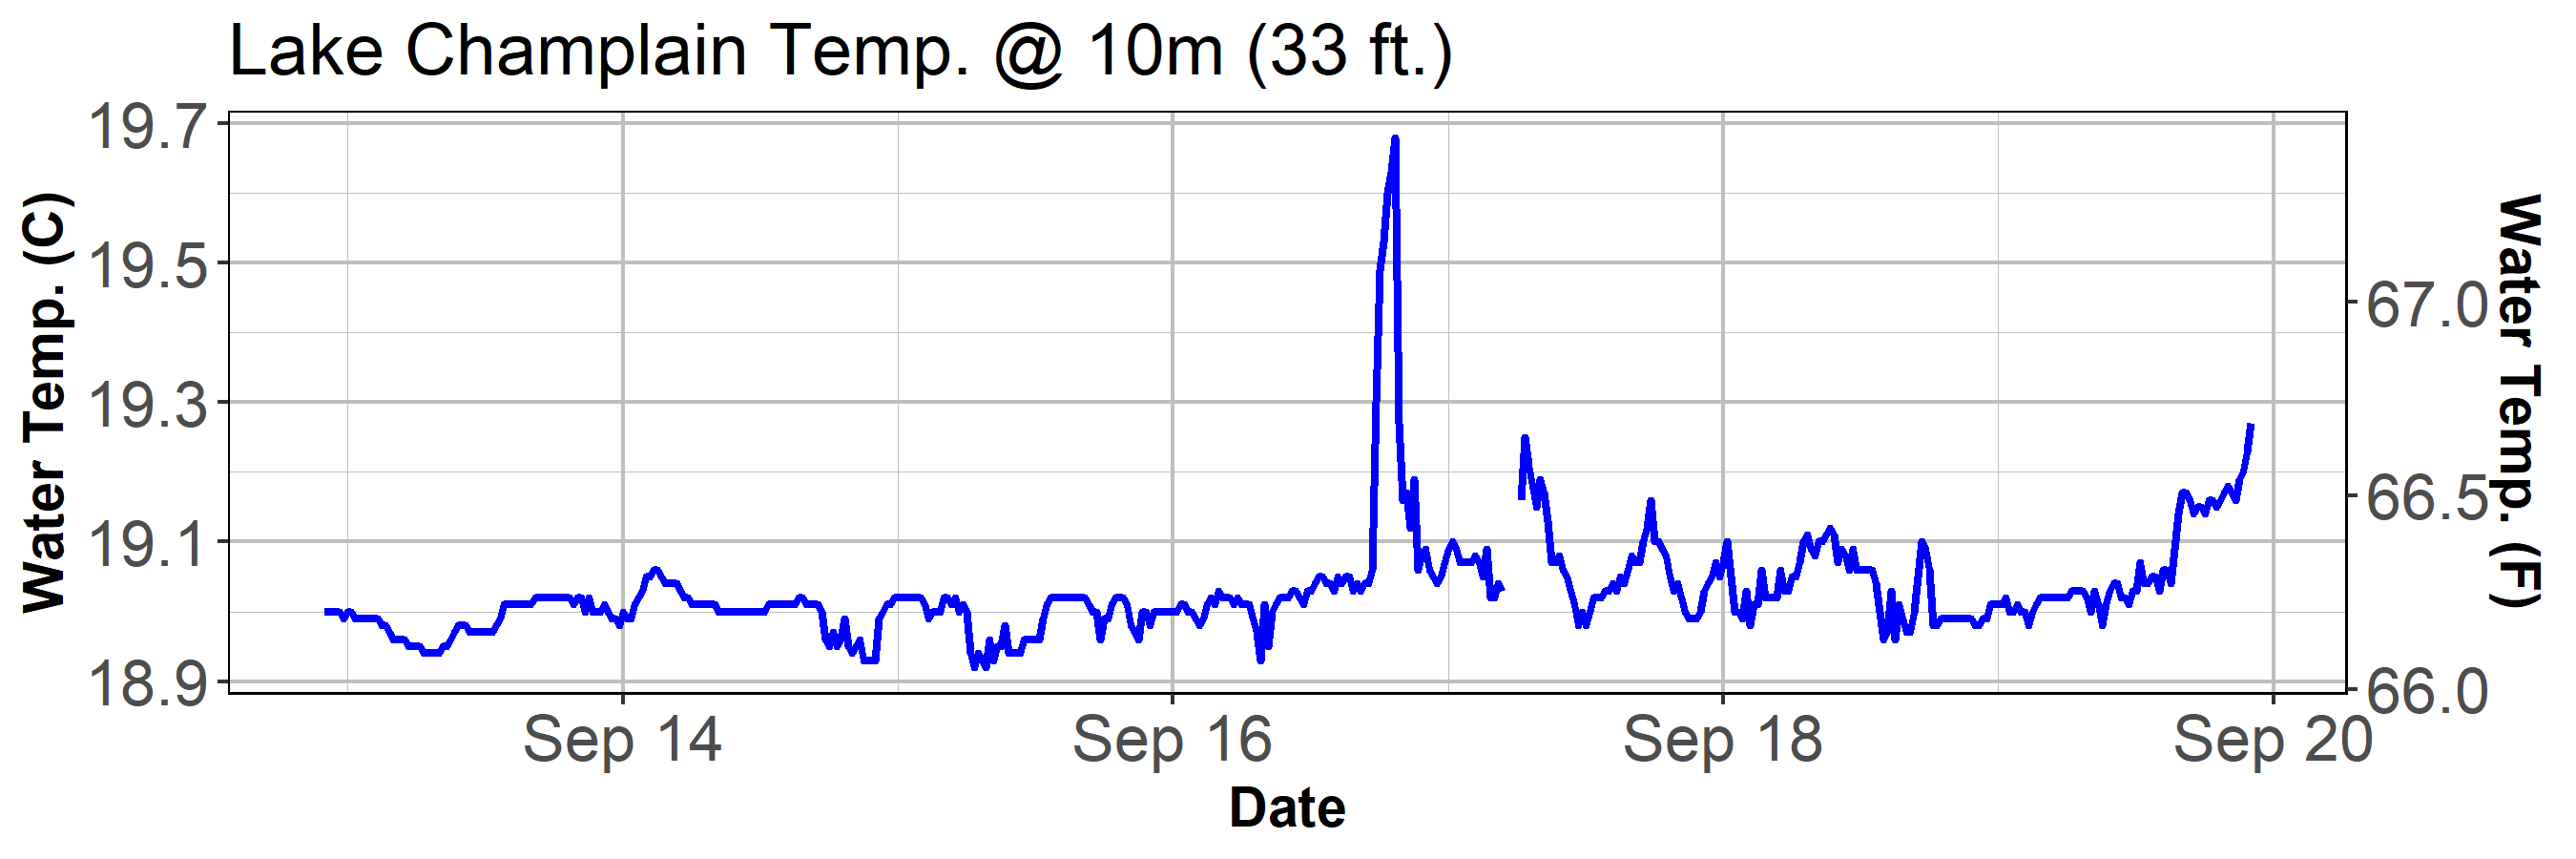 Lake Champlain Temp. @ 10m (33 ft.)
Water Temp. (C)
19.7
19.5
19.3
19.1
18.9
67.0
66.5
66.0
Water Temp. (F)
Sep 14 Sep 16 Sep 18 Sep 20
Date